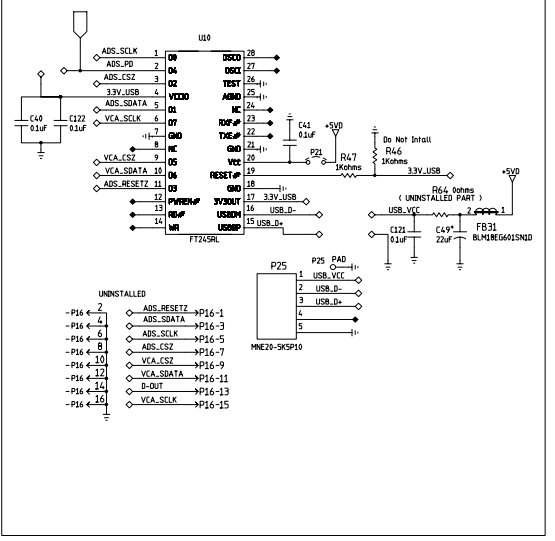 U10
ADS_SCLK 1 D0 DSCO 28
ADS_PD 2 D4 DSCI 27
ADS_CSZ 3 D2 TEST 26
3.3V_USB 4 VCCIO AGND 25
ADS_SDATA 5 D1 NC 24
VCA_SCLK 6 D7 RXF# 23
7 GND TXE# 22
8 NC GND 21
VCA_CSZ 9 D5 Vcc 20
VCA_SDATA 10 D6 RESET# 19
ADS_RESETZ 11 D3 GND 18
12 PWREN# 3V3OUT 17 3.3V_USB
13 RD# USBDM 16 USB_D-
14 WR USBDP 15 USB_D+
FT245RL
C40
0.1uF
C122
0.1uF
C41
0.1uF
+5VD
P21
R47
1Kohms
Do Not Intall
R46
1Kohms
3.3V_USB
R64 0ohms
( UNINSTALLED PART )
+5VD
USB_VCC
C121
0.1uF
C49+
22uF
2 1
FB31
BLM18EG601SN1D
P25 PAD
P25
1 USB_VCC
2 USB_D-
3 USB_D+
4
5
MNE20-5K5P10
UNINSTALLED
-P16 2 ADS_RESETZ P16-1
-P16 4 ADS_SDATA P16-3
-P16 6 ADS_SCLK P16-5
-P16 8 ADS_CSZ P16-7
-P16 10 VCA_CSZ P16-9
-P16 12 VCA_SDATA P16-11
-P16 14 D-OUT P16-13
-P16 16 VCA_SCLK P16-15